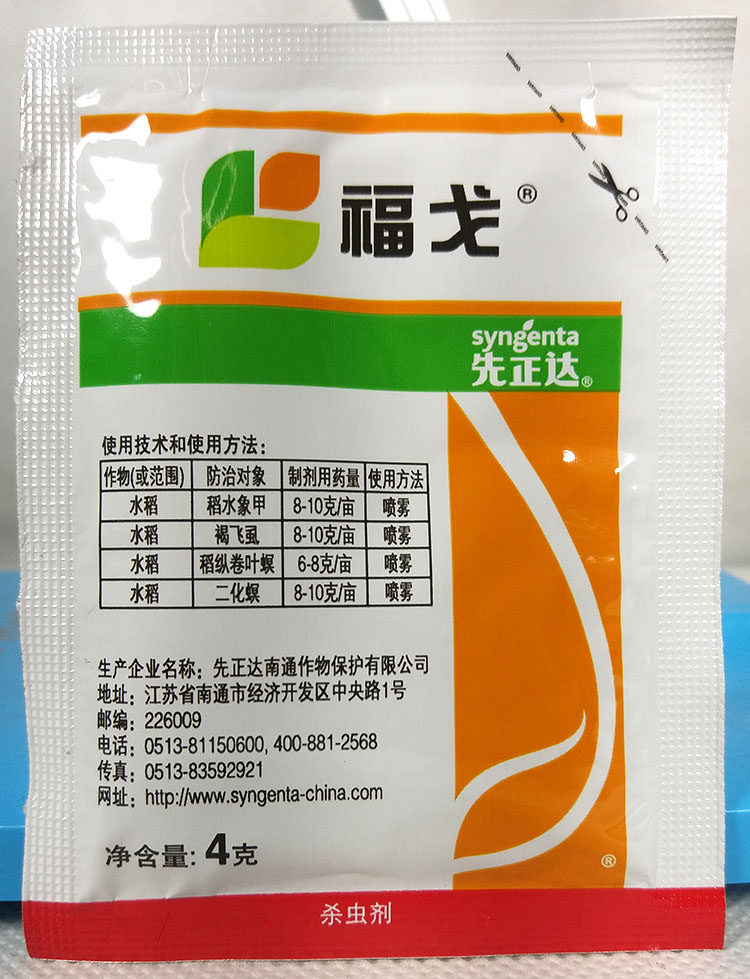 福戈®
syngenta
先正达®
使用技术和使用方法:
作物(或范围) 防治对象 制剂用药量 使用方法
水稻 稻水象甲 8-10克/亩 喷雾
水稻 褐飞虱 8-10克/亩 喷雾
水稻 稻纵卷叶螟 6-8克/亩 喷雾
水稻 二化螟 8-10克/亩 喷雾
生产企业名称: 先正达南通作物保护有限公司
地址: 江苏省南通市经济开发区中央路1号
邮编: 226009
电话: 0513-81150600, 400-881-2568
传真: 0513-83592921
网址: http://www.syngenta-china.com
净含量: 4克
®
杀虫剂